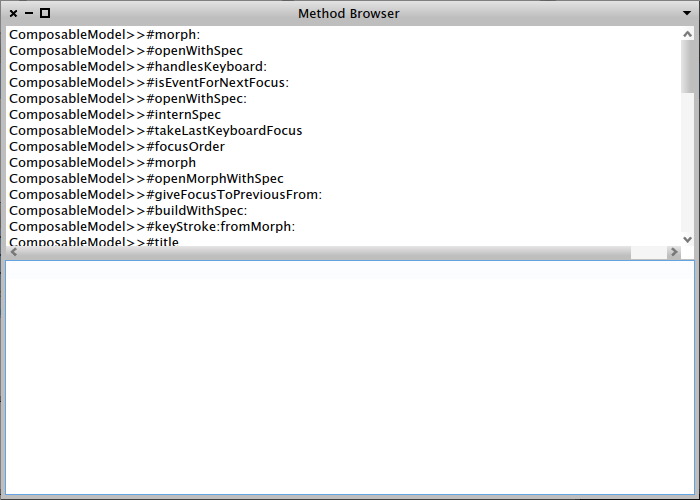 Method Browser
ComposableModel>>#morph:
ComposableModel>>#openWithSpec
ComposableModel>>#handlesKeyboard:
ComposableModel>>#isEventForNextFocus:
ComposableModel>>#openWithSpec:
ComposableModel>>#internSpec
ComposableModel>>#takeLastKeyboardFocus
ComposableModel>>#focusOrder
ComposableModel>>#morph
ComposableModel>>#openMorphWithSpec
ComposableModel>>#giveFocusToPreviousFrom:
ComposableModel>>#buildWithSpec:
ComposableModel>>#keyStroke:fromMorph:
ComposableModel>>#title